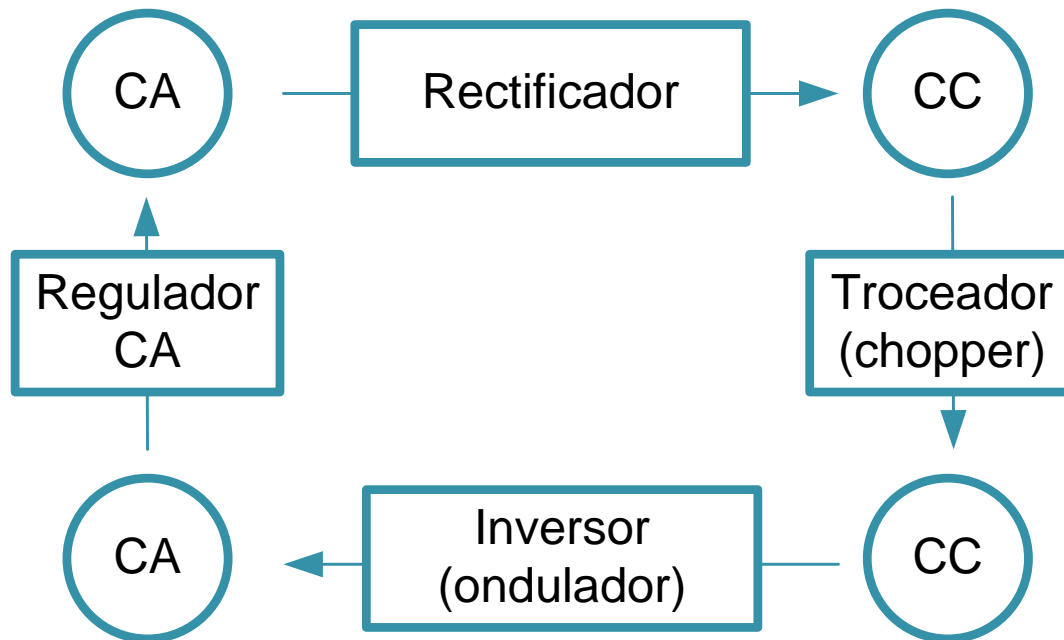 CA
Rectificador
CC
Regulador
CA
Troceador
(chopper)
CA
Inversor
(ondulador)
CC